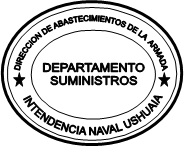 DIRECCION DE ABASTECIMIENTOS DE LA ARMADA
DEPARTAMENTO
SUMINISTROS
INTENDENCIA NAVAL USHUAIA